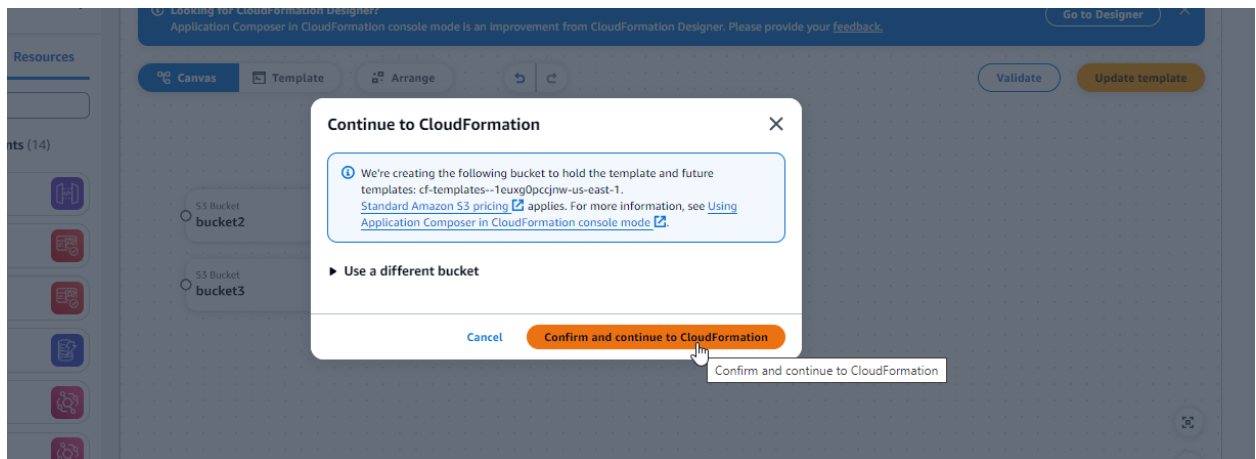 Looking for CloudFormation Designer?
Application Composer in CloudFormation console mode is an improvement from CloudFormation Designer. Please provide your feedback.
Go to Designer
Resources
Canvas
Template
Arrange
Validate
Update template
nts (14)
S3 Bucket
bucket2
S3 Bucket
bucket3
Continue to CloudFormation
We're creating the following bucket to hold the template and future
templates: cf-templates--1euxg0pccjnw-us-east-1.
Standard Amazon S3 pricing applies. For more information, see Using
Application Composer in CloudFormation console mode.
Use a different bucket
Cancel
Confirm and continue to CloudFormation
Confirm and continue to CloudFormation